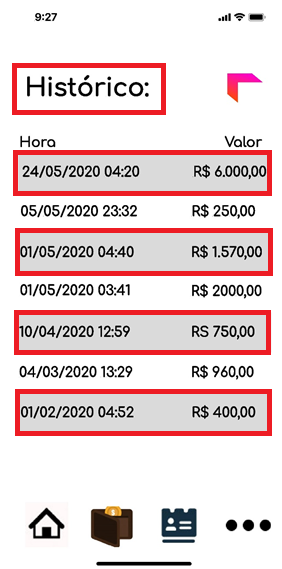 9:27
Histórico:
Hora Valor
24/05/2020 04:20 R$ 6.000,00
05/05/2020 23:32 R$ 250,00
01/05/2020 04:40 R$ 1.570,00
01/05/2020 03:41 R$ 2000,00
10/04/2020 12:59 RS 750,00
04/03/2020 13:29 R$ 960,00
01/02/2020 04:52 R$ 400,00